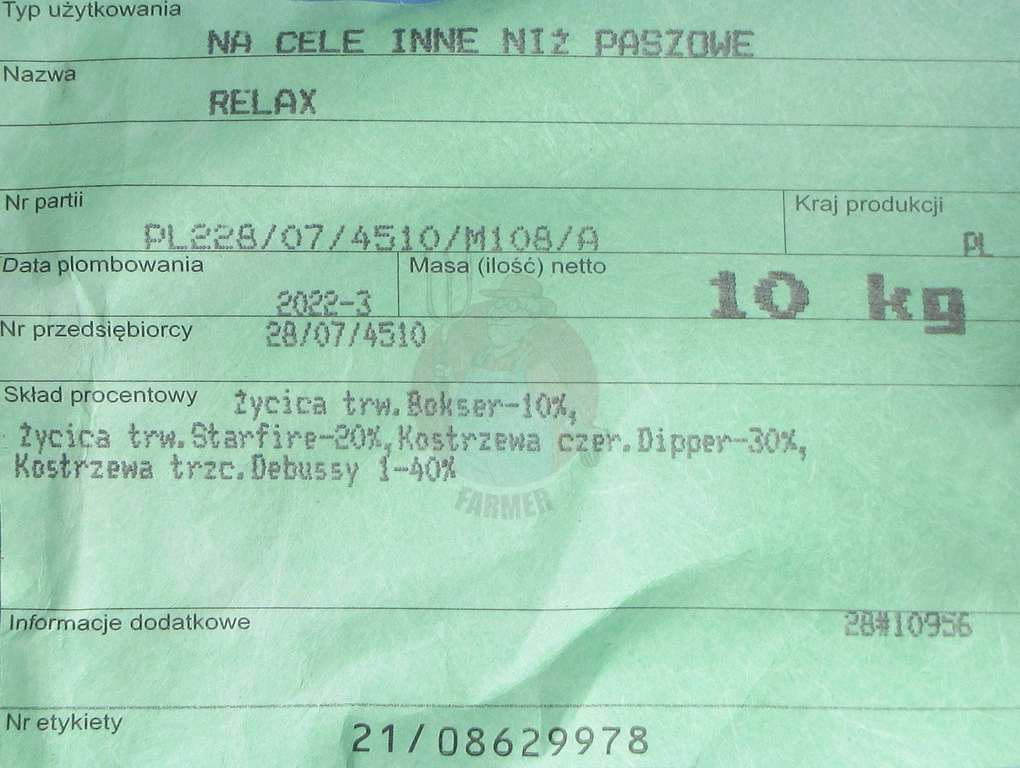 Typ użytkowania
NA CELE INNE NIŻ PASZOWE
Nazwa
RELAX
Nr partii
PL228/07/4510/M108/A
Kraj produkcji
PL
Data plombowania
2022-3
Masa (ilość) netto
10 kg
Nr przedsiębiorcy 28/07/4510
Skład procentowy Życica trw.Bokser-10%,
Życica trw.Starfire-20%,Kostrzewa czer.Dipper-30%,
Kostrzewa trzc.Debussy 1-40%
FARMER
Informacje dodatkowe 28#10956
Nr etykiety 21/08629978